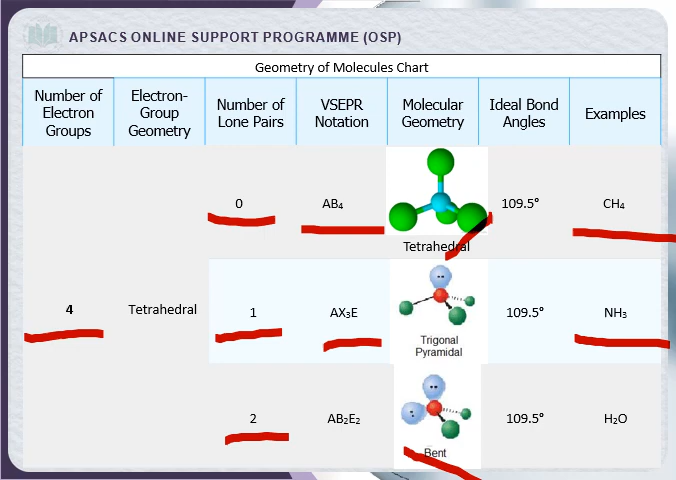 APSACS ONLINE SUPPORT PROGRAMME (OSP)
Geometry of Molecules Chart
Number of Electron Groups
Electron-Group Geometry
Number of Lone Pairs
VSEPR Notation
Molecular Geometry
Ideal Bond Angles
Examples
4
Tetrahedral
0
AB₄
Tetrahedral
109.5°
CH₄
1
AX₃E
Trigonal
Pyramidal
109.5°
NH₃
2
AB₂E₂
Bent
109.5°
H₂O